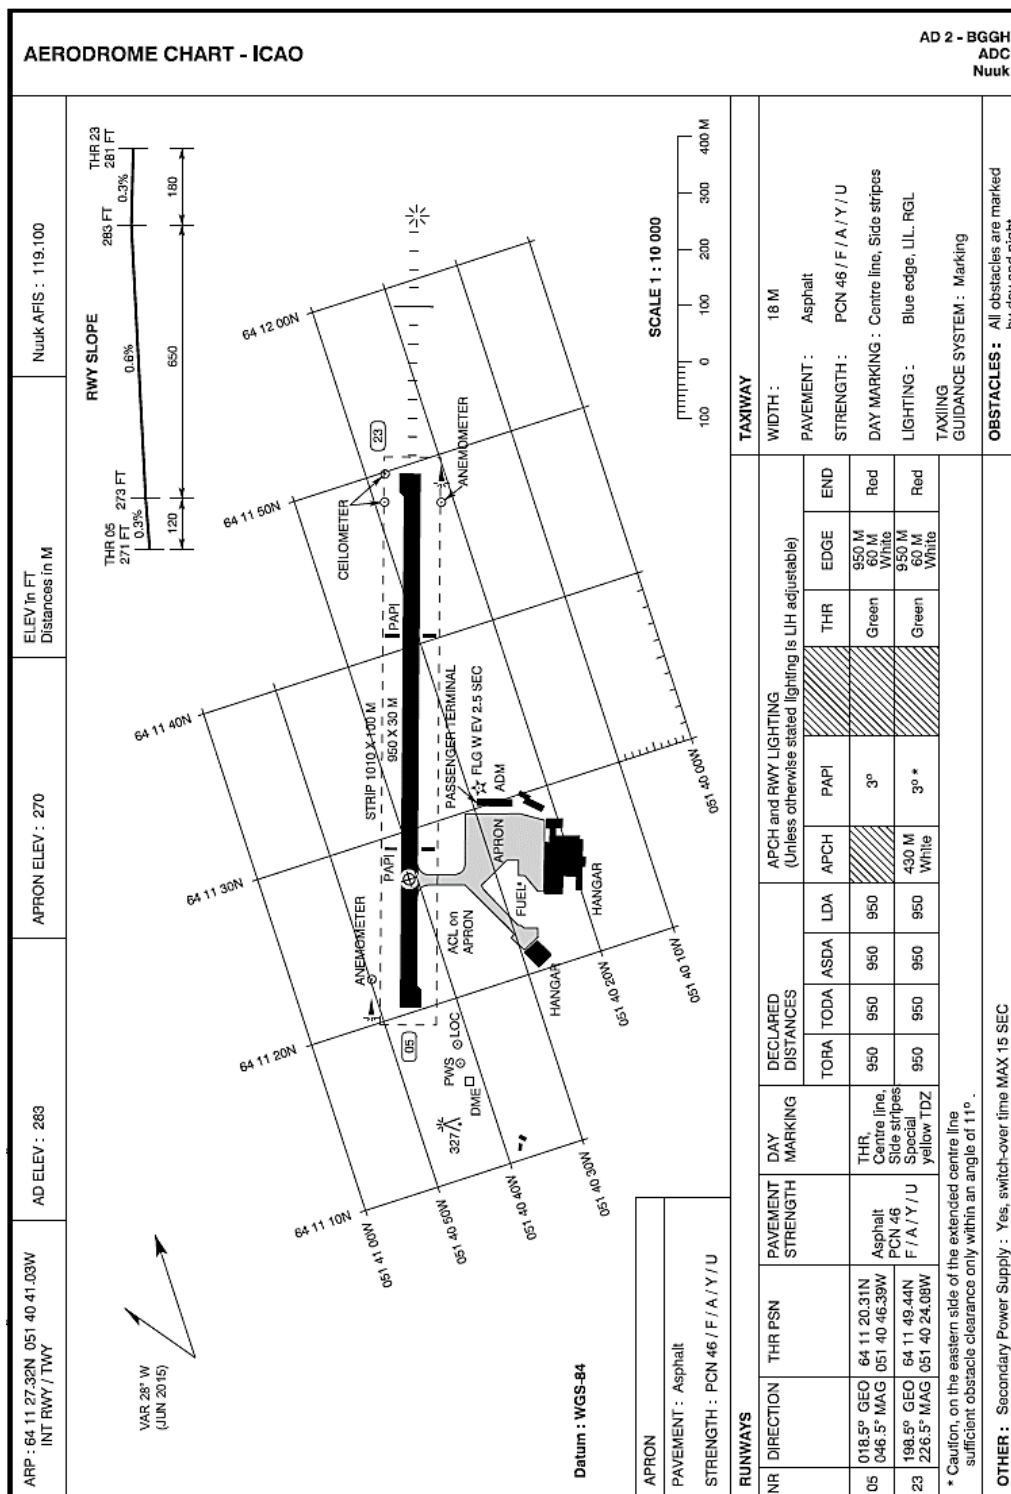 AERODROME CHART - ICAO
AD 2 - BGGH
ADC
Nuuk
ARP : 64 11 27.32N 051 40 41.03W
INT RWY / TWY
AD ELEV : 283
APRON ELEV : 270
ELEV in FT
Distances in M
Nuuk AFIS : 119.100
VAR 28° W
(JUN 2015)
RWY SLOPE
THR 05
271 FT
273 FT
283 FT
THR 23
281 FT
0.3%
0.6%
0.3%
120
650
180
64 11 10N
64 11 20N
64 11 30N
64 11 40N
64 11 50N
64 12 00N
051 41 00W
051 40 50W
051 40 40W
051 40 30W
051 40 20W
051 40 10W
051 40 00W
ANEMOMETER
CEILOMETER
ANEMOMETER
STRIP 1010 X 100 M
950 X 30 M
PAPI
PAPI
05
23
PASSENGER TERMINAL
FLG W EV 2.5 SEC
ADM
APRON
ACL on
APRON
FUEL
HANGAR
HANGAR
LOC
PWS
DME
327
SCALE 1 : 10 000
100
0
100
200
300
400 M
Datum : WGS-84
APRON
PAVEMENT : Asphalt
STRENGTH : PCN 46 / F / A / Y / U
RUNWAYS
NR
DIRECTION
THR PSN
PAVEMENT
STRENGTH
DAY
MARKING
DECLARED
DISTANCES
TORA
TODA
ASDA
LDA
APCH and RWY LIGHTING
(Unless otherwise stated lighting is LIH adjustable)
APCH
PAPI
THR
EDGE
END
05
018.5° GEO
046.5° MAG
64 11 20.31N
051 40 46.39W
23
198.5° GEO
226.5° MAG
64 11 49.44N
051 40 24.08W
Asphalt
PCN 46
F / A / Y / U
THR,
Centre line,
Side stripes,
Special
yellow TDZ
950
950
950
950
3°
Green
950 M
60 M
White
Red
950
950
950
950
430 M
White
3° *
Green
950 M
60 M
White
Red
* Caution, on the eastern side of the extended centre line
sufficient obstacle clearance only within an angle of 11°.
OTHER : Secondary Power Supply : Yes, switch-over time MAX 15 SEC
TAXIWAY
WIDTH : 18 M
PAVEMENT : Asphalt
STRENGTH : PCN 46 / F / A / Y / U
DAY MARKING : Centre line, Side stripes
LIGHTING : Blue edge, LIL. RGL
TAXIING
GUIDANCE SYSTEM : Marking
OBSTACLES : All obstacles are marked
by day and night